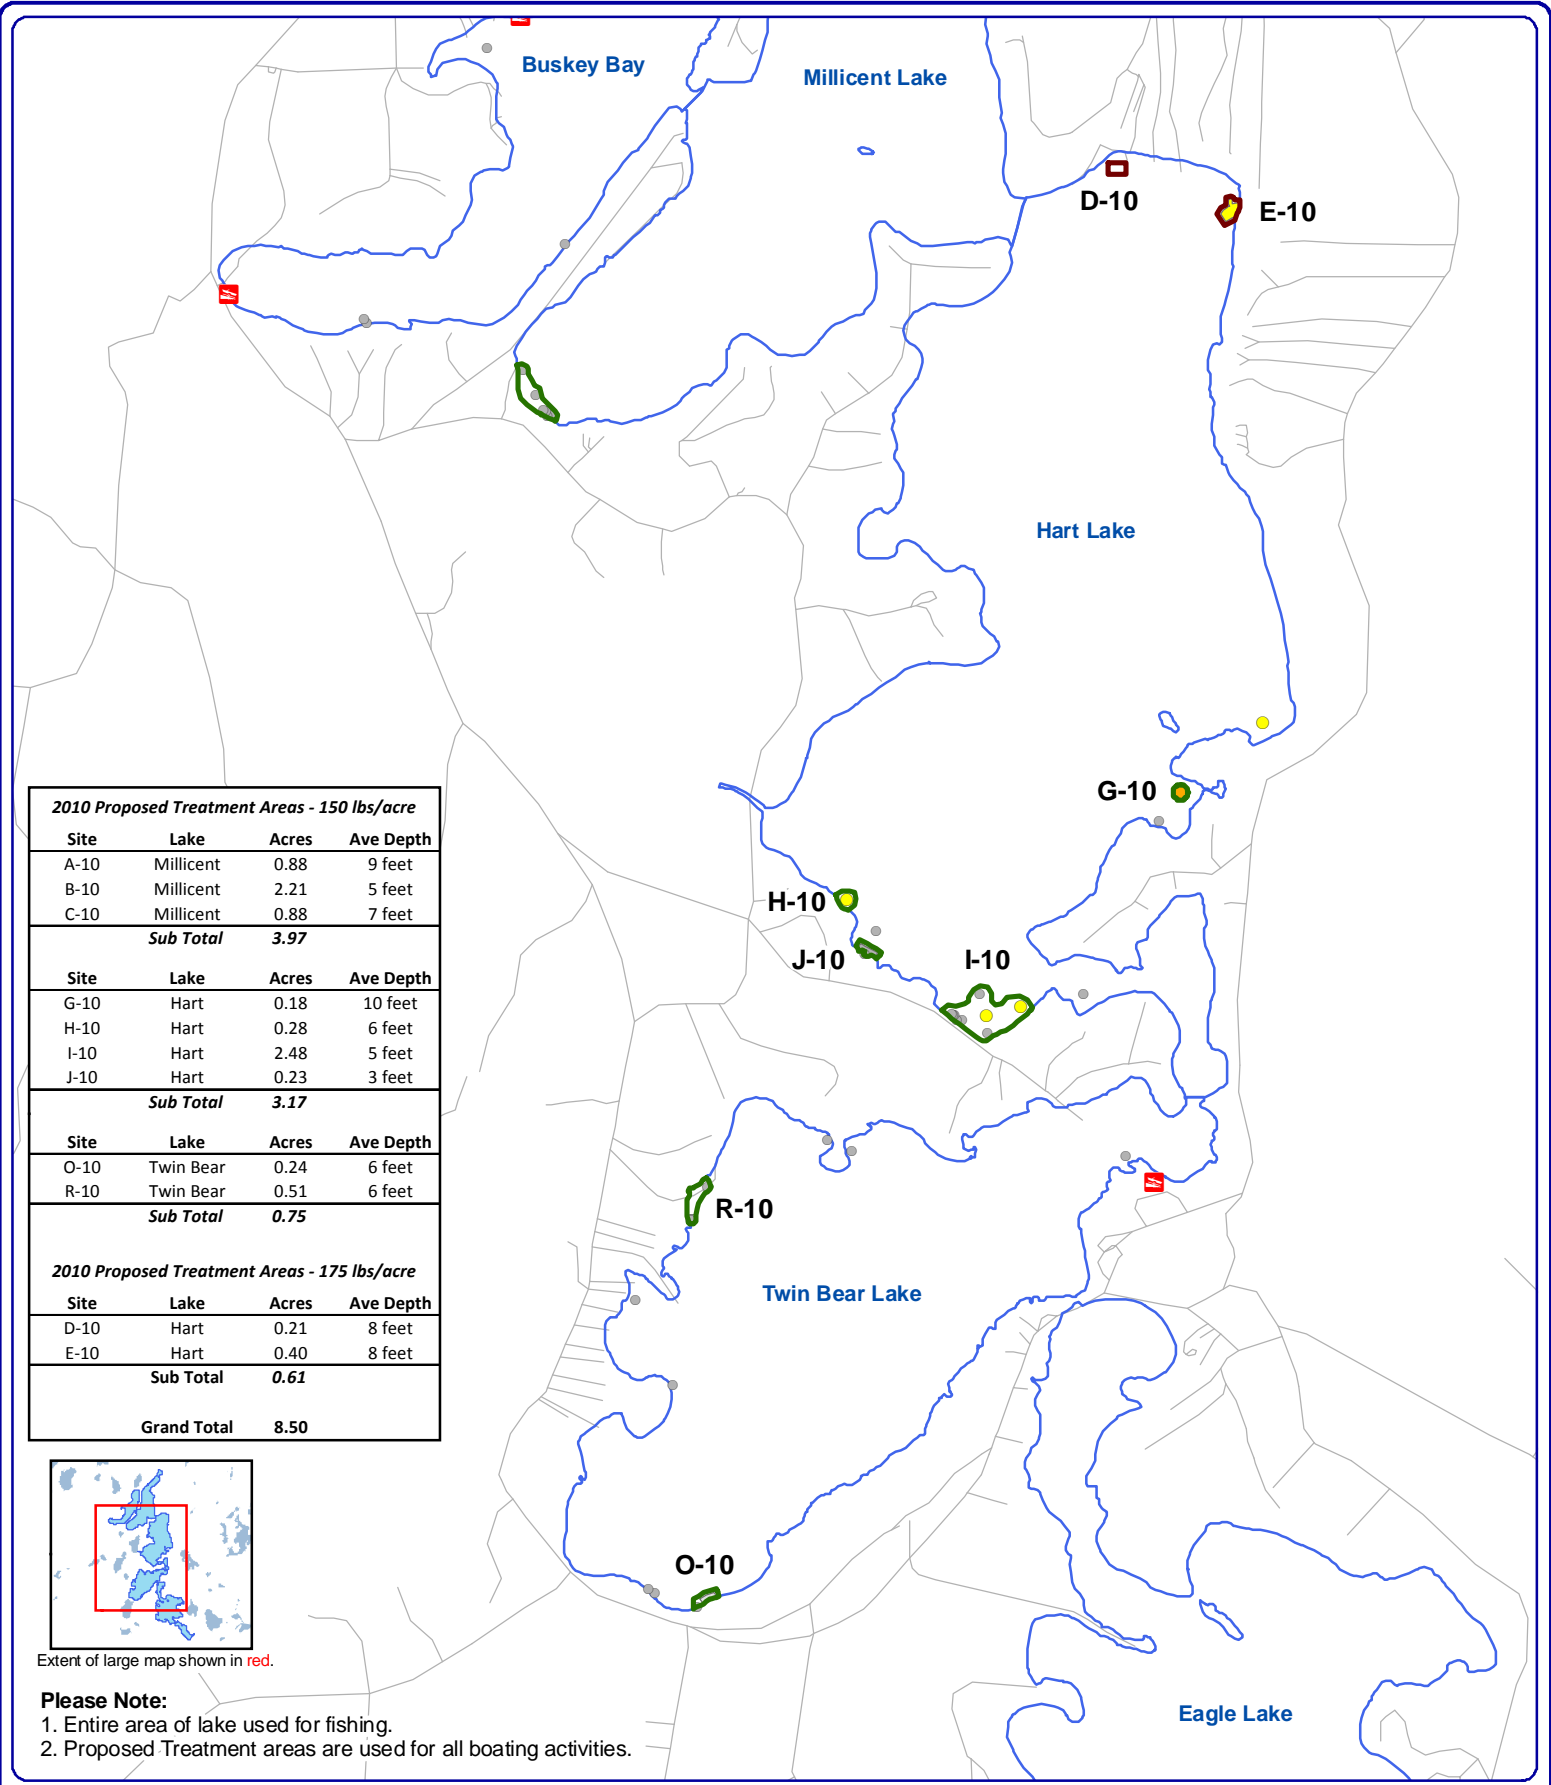 Buskey Bay
Millicent Lake
D-10
E-10
Hart Lake
G-10
H-10
J-10
I-10
R-10
Twin Bear Lake
O-10
Eagle Lake
2010 Proposed Treatment Areas - 150 lbs/acre
Site Lake Acres Ave Depth
A-10 Millicent 0.88 9 feet
B-10 Millicent 2.21 5 feet
C-10 Millicent 0.88 7 feet
Sub Total 3.97
Site Lake Acres Ave Depth
G-10 Hart 0.18 10 feet
H-10 Hart 0.28 6 feet
I-10 Hart 2.48 5 feet
J-10 Hart 0.23 3 feet
Sub Total 3.17
Site Lake Acres Ave Depth
O-10 Twin Bear 0.24 6 feet
R-10 Twin Bear 0.51 6 feet
Sub Total 0.75
2010 Proposed Treatment Areas - 175 lbs/acre
Site Lake Acres Ave Depth
D-10 Hart 0.21 8 feet
E-10 Hart 0.40 8 feet
Sub Total 0.61
Grand Total 8.50
Extent of large map shown in red.
Please Note:
1. Entire area of lake used for fishing.
2. Proposed Treatment areas are used for all boating activities.